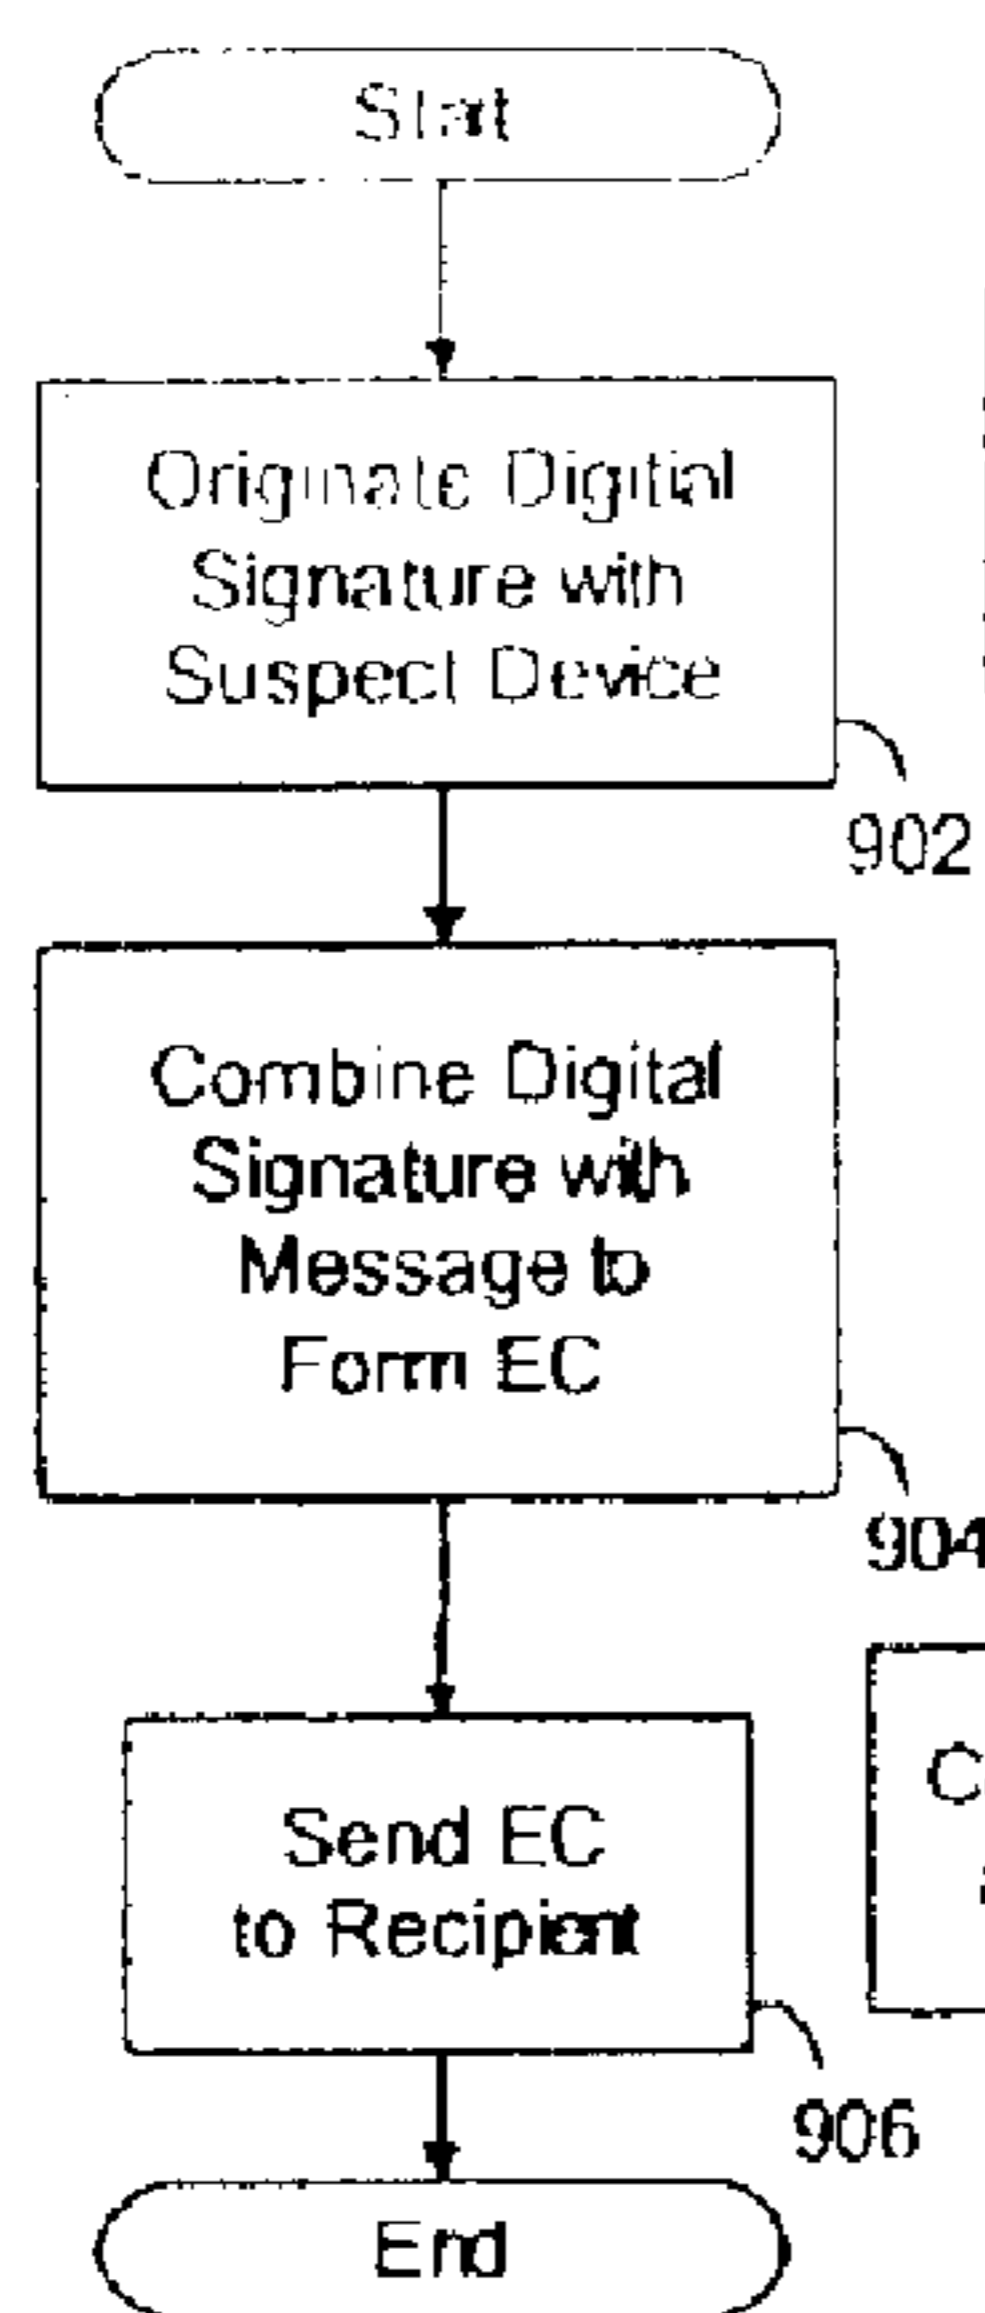 Start
Originate Digitial
Signature with
Suspect Device
902
Combine Digital
Signature with
Message to
Form EC
904
Send EC
to Recipient
906
End